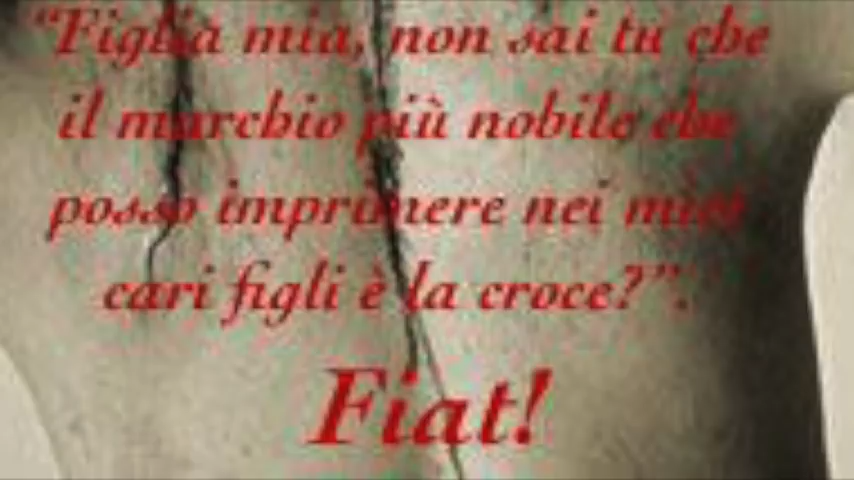 “Figlia mia, non sai tu che
il marchio più nobile che
posso imprimere nei miei
cari figli è la croce?”.
Fiat!